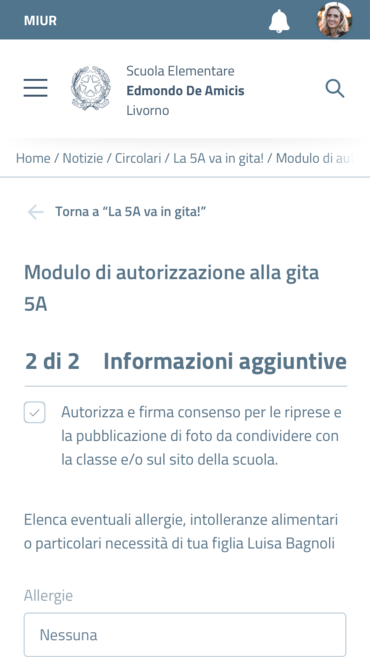 MIUR
Scuola Elementare
Edmondo De Amicis
Livorno
Home / Notizie / Circolari / La 5A va in gita! / Modulo di
Torna a “La 5A va in gita!”
Modulo di autorizzazione alla gita
5A
2 di 2 Informazioni aggiuntive
Autorizza e firma consenso per le riprese e
la pubblicazione di foto da condividere con
la classe e/o sul sito della scuola.
Elenca eventuali allergie, intolleranze alimentari
o particolari necessità di tua figlia Luisa Bagnoli
Allergie
Nessuna